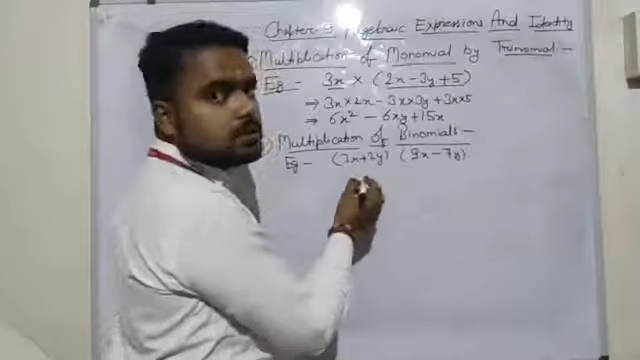 Chapter-9 Algebraic Expressions And Identity
Multiplication of Monomial by Trinomial -
Eg - 3x × (2x-3y+5)
⇒ 3x×2x - 3x×3y + 3x×5
⇒ 6x² - 6xy + 15x
Multiplication of Binomials -
Eg - (3x+2y) (9x-7y).